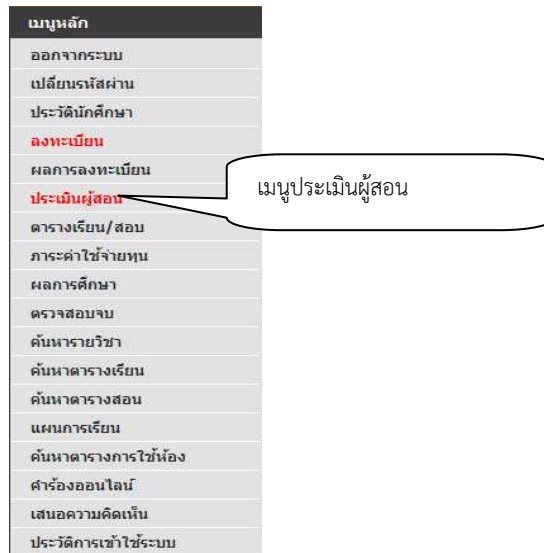 เมนูหลัก
ออกจากระบบ
เปลี่ยนรหัสผ่าน
ประวัตินักศึกษา
ลงทะเบียน
ผลการลงทะเบียน
ประเมินผู้สอน
เมนูประเมินผู้สอน
ตารางเรียน/สอบ
ภาระค่าใช้จ่ายทุน
ผลการศึกษา
ตรวจสอบจบ
ค้นหารายวิชา
ค้นหาตารางเรียน
ค้นหาตารางสอน
แผนการเรียน
ค้นหาตารางการใช้ห้อง
คำร้องออนไลน์
เสนอความคิดเห็น
ประวัติการเข้าใช้ระบบ